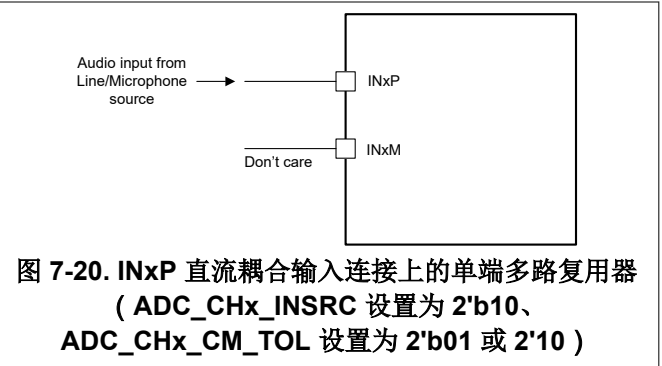 Audio input from
Line/Microphone
source
INxP
INxM
Don't care
图 7-20. INxP 直流耦合输入连接上的单端多路复用器
（ADC_CHx_INSRC 设置为 2'b10、
ADC_CHx_CM_TOL 设置为 2'b01 或 2'10）